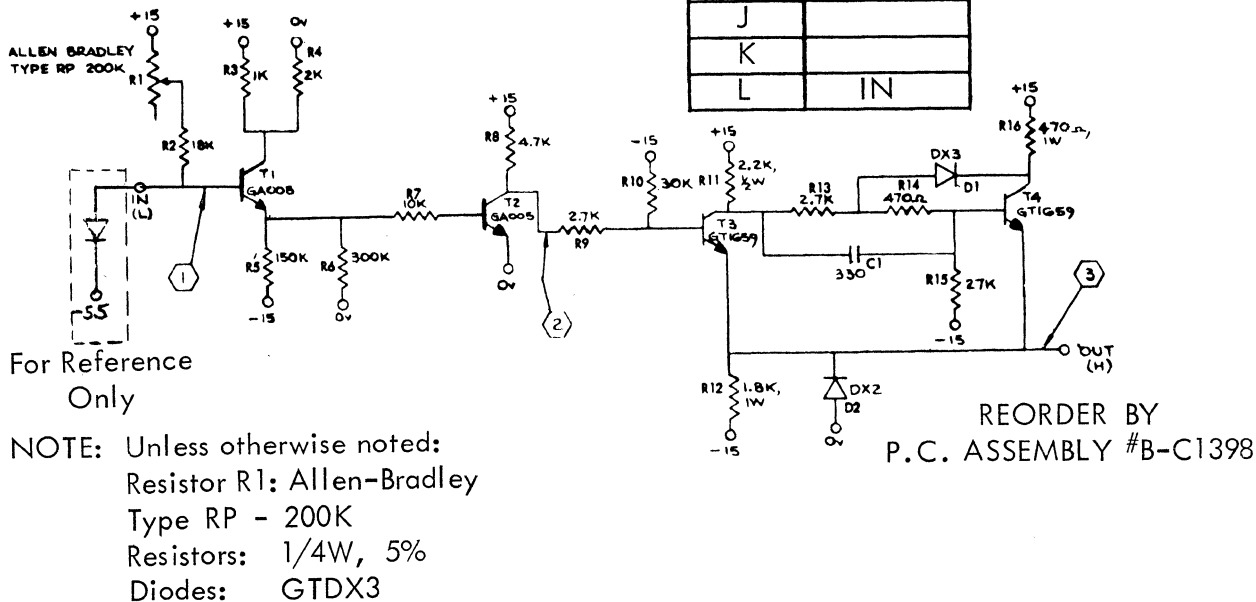 J
K
L IN
+15
ALLEN BRADLEY
TYPE RP 200K
R1
R2 18K
+15
R3 1K
0v
R4
2K
T1
GA008
IN
(L)
-55
1
R5 150K
-15
R6 300K
0v
R7
10K
+15
R8 4.7K
T2
GA005
0v
2
2.7K
R9
-15
R10 30K
+15
R11 2.2K,
½W
T3
GT1659
R13
2.7K
R14
470Ω
DX3
D1
330 C1
R15 27K
-15
+15
R16 470Ω,
1W
T4
GT1659
3
OUT
(H)
R12 1.8K,
1W
-15
DX2
D2
0v
For Reference
Only
REORDER BY
P.C. ASSEMBLY #B-C1398
NOTE: Unless otherwise noted:
Resistor R1: Allen-Bradley
Type RP - 200K
Resistors: 1/4W, 5%
Diodes: GTDX3